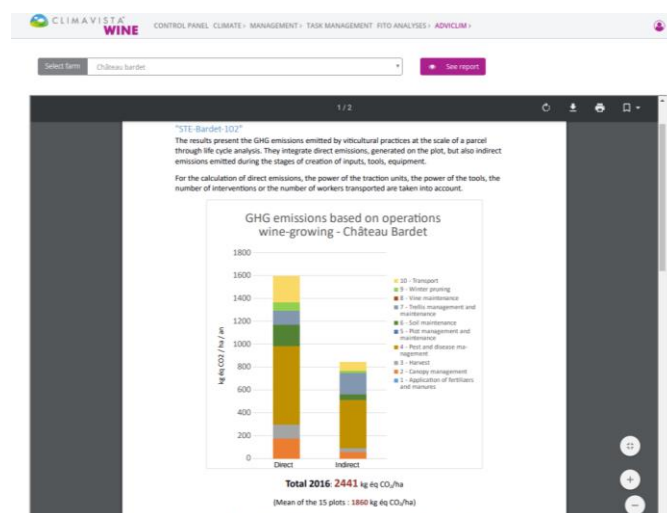 CLIMAVISTA
WINE
CONTROL PANEL CLIMATE › MANAGEMENT › TASK MANAGEMENT FITO ANALYSES › ADVICLIM ›
Select farm Château bardet See report
1/2
"STE-Bardet-102"
The results present the GHG emissions emitted by viticultural practices at the scale of a parcel
through life cycle analysis. They integrate direct emissions, generated on the plot, but also indirect
emissions emitted during the stages of creation of inputs, tools, equipment.
For the calculation of direct emissions, the power of the traction units, the power of the tools, the
number of interventions or the number of workers transported are taken into account.
GHG emissions based on operations
wine-growing - Château Bardet
1800
1600
1400
1200
1000
800
600
400
200
0
kg éq CO2 / ha / an
Direct Indirect
10 - Transport
9 - Winter pruning
8 - Vine maintenance
7 - Trellis management and
maintenance
6 - Soil maintenance
5 - Plot management and
maintenance
4 - Pest and disease ma-
nagement
3 - Harvest
2 - Canopy management
1 - Application of fertilizers
and manures
Total 2016: 2441 kg éq CO₂/ha
(Mean of the 15 plots : 1860 kg éq CO₂/ha)